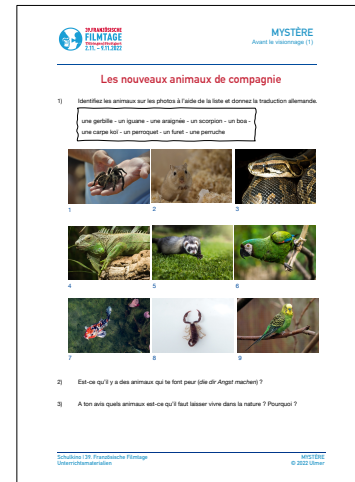 39.FRANZÖSISCHE
FILMTAGE
2.11. – 9.11.2022
MYSTÈRE
Avant le visionnage (1)
Les nouveaux animaux de compagnie
1) Identifiez les animaux sur les photos à l'aide de la liste et donnez la traduction allemande.
une gerbille - un iguane - une araignée - un scorpion - un boa -
une carpe koï - un perroquet - un furet - une perruche
1 2 3
4 5 6
7 8 9
2) Est-ce qu'il y a des animaux qui te font peur (die dir Angst machen) ?
3) A ton avis quels animaux est-ce qu'il faut laisser vivre dans la nature ? Pourquoi ?
Schulkino | 39. Französische Filmtage MYSTÈRE
Unterrichtsmaterialien © 2022 Ulmer